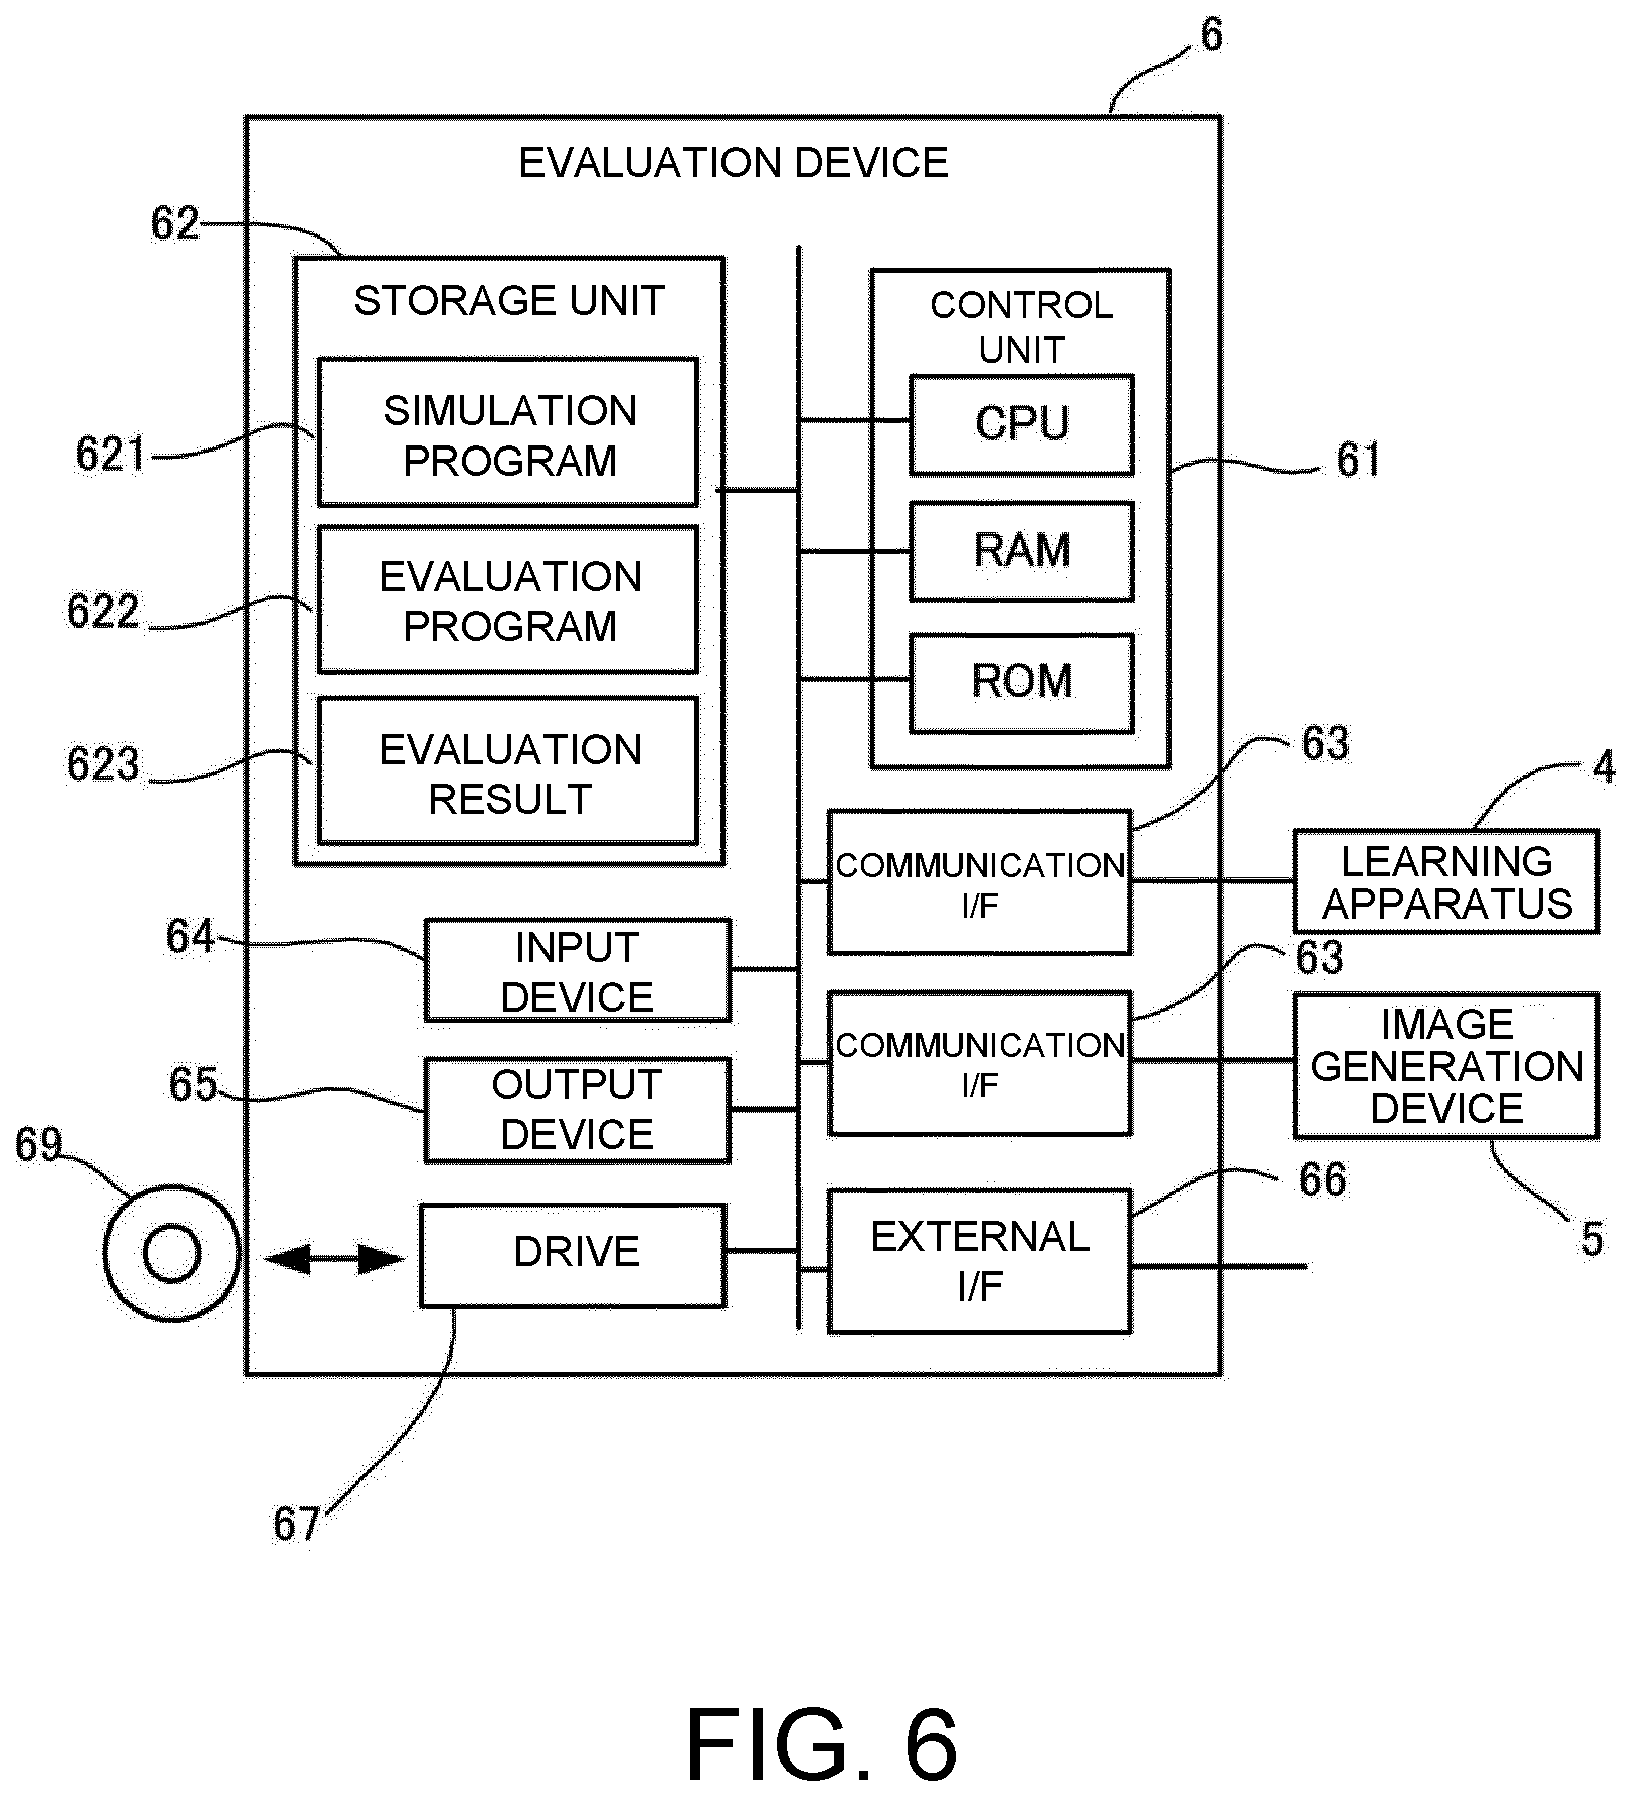 6
EVALUATION DEVICE
62
STORAGE UNIT
621
SIMULATION
PROGRAM
622
EVALUATION
PROGRAM
623
EVALUATION
RESULT
CONTROL
UNIT
CPU
RAM
ROM
61
63
COMMUNICATION
I/F
4
LEARNING
APPARATUS
64
INPUT
DEVICE
63
COMMUNICATION
I/F
IMAGE
GENERATION
DEVICE
5
65
OUTPUT
DEVICE
69
DRIVE
67
66
EXTERNAL
I/F
FIG. 6